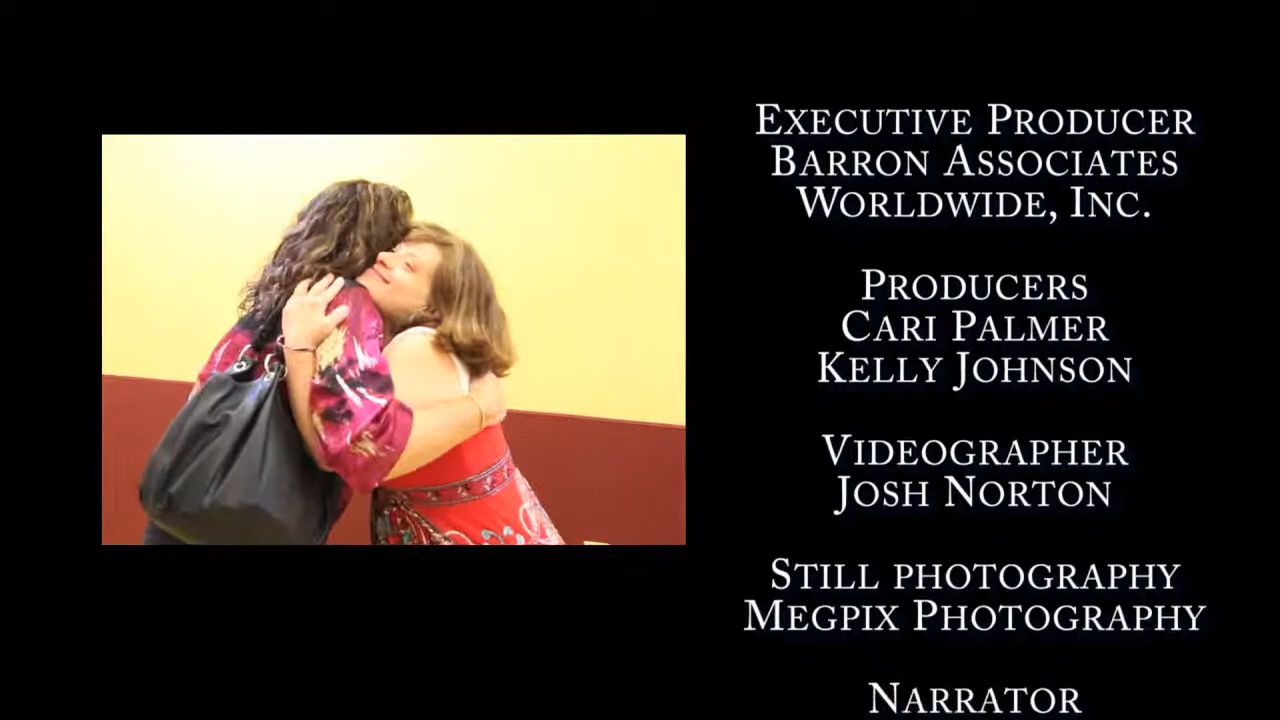 Executive Producer
Barron Associates
Worldwide, Inc.
Producers
Cari Palmer
Kelly Johnson
Videographer
Josh Norton
Still photography
Megpix Photography
Narrator